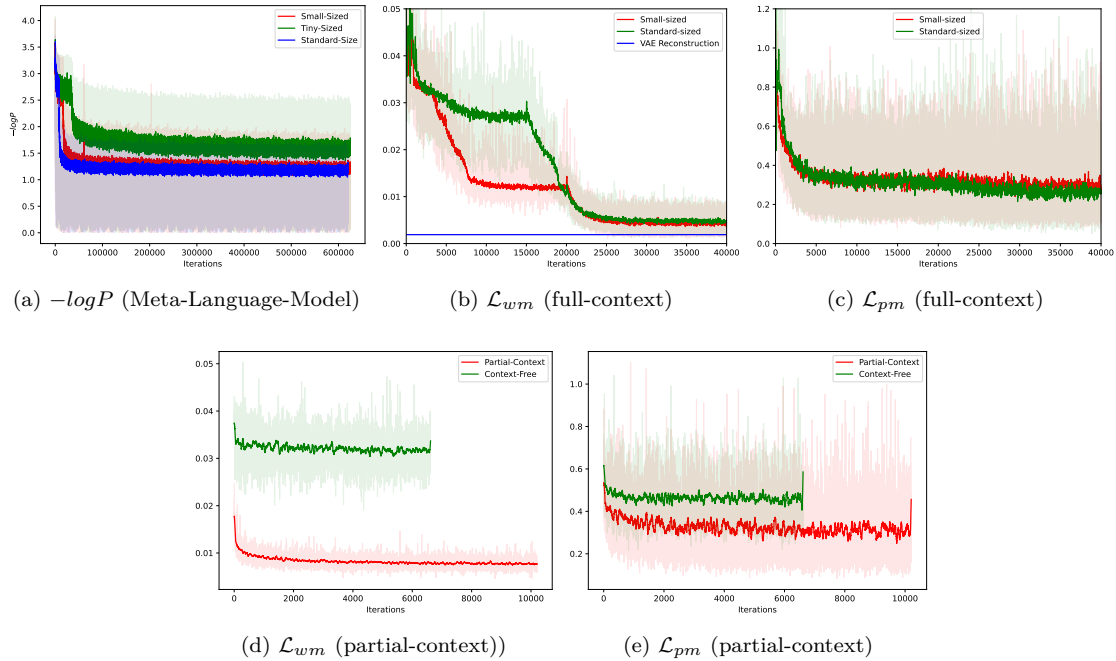 Small-Sized
Tiny-Sized
Standard-Size
4.0
3.5
3.0
2.5
2.0
1.5
1.0
0.5
0.0
−logP
0 100000 200000 300000 400000 500000 600000
Iterations
(a) −logP (Meta-Language-Model)
Small-sized
Standard-sized
VAE Reconstruction
0.05
0.04
0.03
0.02
0.01
0.00
0 5000 10000 15000 20000 25000 30000 35000 40000
Iterations
(b) ℒwm (full-context)
Small-sized
Standard-sized
1.2
1.0
0.8
0.6
0.4
0.2
0.0
0 5000 10000 15000 20000 25000 30000 35000 40000
Iterations
(c) ℒpm (full-context)
Partial-Context
Context-Free
0.05
0.04
0.03
0.02
0.01
0 2000 4000 6000 8000 10000
Iterations
(d) ℒwm (partial-context))
Partial-Context
Context-Free
1.0
0.8
0.6
0.4
0.2
0 2000 4000 6000 8000 10000
Iterations
(e) ℒpm (partial-context)